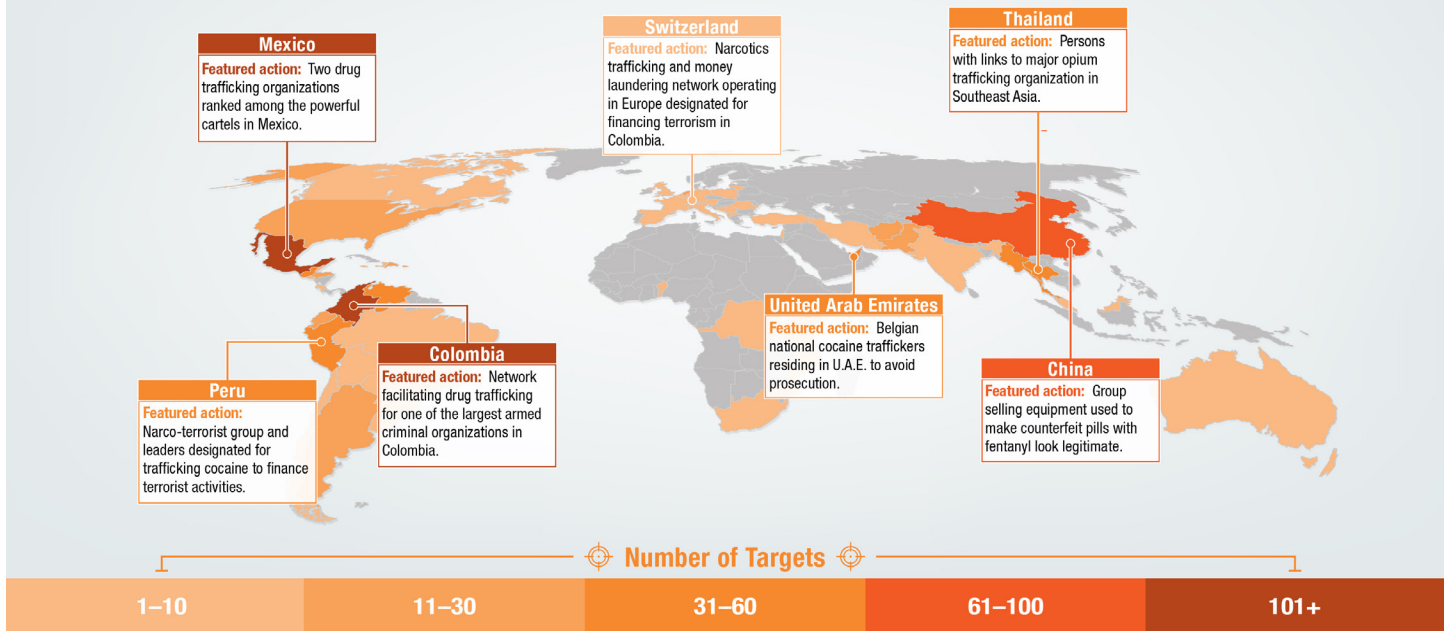 Mexico
Featured action: Two drug
trafficking organizations
ranked among the powerful
cartels in Mexico.
Switzerland
Featured action: Narcotics
trafficking and money
laundering network operating
in Europe designated for
financing terrorism in
Colombia.
Thailand
Featured action: Persons
with links to major opium
trafficking organization in
Southeast Asia.
United Arab Emirates
Featured action: Belgian
national cocaine traffickers
residing in U.A.E. to avoid
prosecution.
Colombia
Featured action: Network
facilitating drug trafficking
for one of the largest armed
criminal organizations in
Colombia.
China
Featured action: Group
selling equipment used to
make counterfeit pills with
fentanyl look legitimate.
Peru
Featured action:
Narco-terrorist group and
leaders designated for
trafficking cocaine to finance
terrorist activities.
Number of Targets
1–10
11–30
31–60
61–100
101+